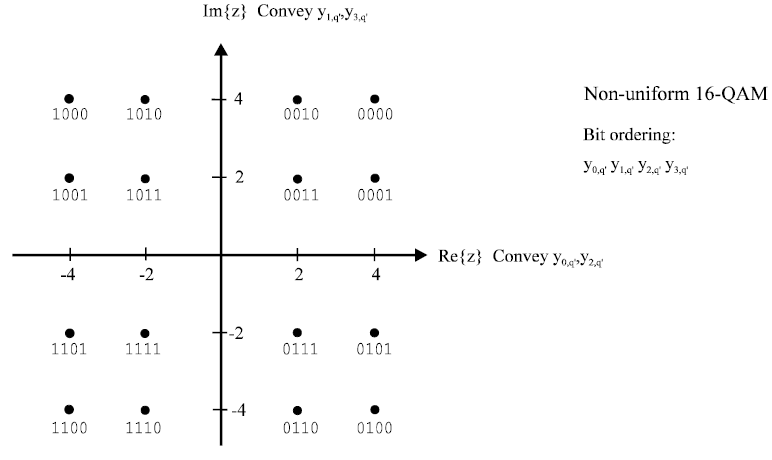 Im{z} Convey y1,q',y3,q'
4
1000 1010 0010 0000
Non-uniform 16-QAM
Bit ordering:
y0,q' y1,q' y2,q' y3,q'
2
1001 1011 0011 0001
Re{z} Convey y0,q',y2,q'
-4 -2 2 4
-2
1101 1111 0111 0101
-4
1100 1110 0110 0100